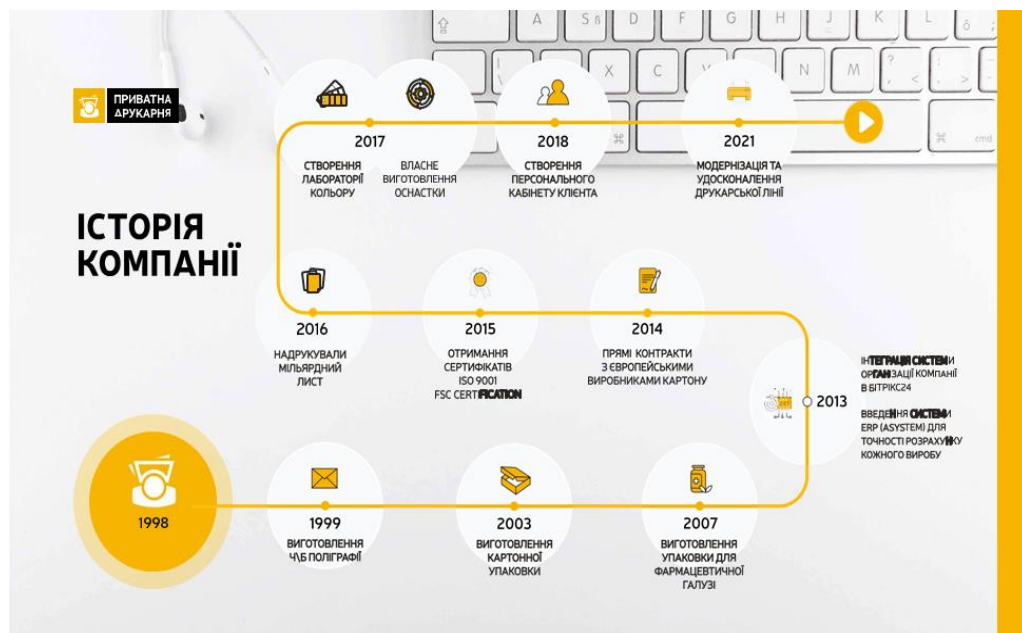 ПРИВАТНА
ДРУКАРНЯ
ІСТОРІЯ
КОМПАНІЇ
1998
1999
ВИГОТОВЛЕННЯ
Ч\Б ПОЛІГРАФІЇ
2003
ВИГОТОВЛЕННЯ
КАРТОННОЇ
УПАКОВКИ
2007
ВИГОТОВЛЕННЯ
УПАКОВКИ ДЛЯ
ФАРМАЦЕВТИЧНОЇ
ГАЛУЗІ
2013
ІНТЕГРАЦІЯ СИСТЕМИ
ОРГАНІЗАЦІЇ КОМПАНІЇ
В БІТРІКС24
ВВЕДЕННЯ СИСТЕМИ
ERP (ASYSTEM) ДЛЯ
ТОЧНОСТІ РОЗРАХУНКУ
КОЖНОГО ВИРОБУ
2014
ПРЯМІ КОНТРАКТИ
З ЄВРОПЕЙСЬКИМИ
ВИРОБНИКАМИ КАРТОНУ
2015
ОТРИМАННЯ
СЕРТИФІКАТІВ
ISO 9001
FSC CERTIFICATION
2016
НАДРУКУВАЛИ
МІЛЬЯРДНИЙ
ЛИСТ
2017
СТВОРЕННЯ
ЛАБОРАТОРІЇ
КОЛЬОРУ
ВЛАСНЕ
ВИГОТОВЛЕННЯ
ОСНАСТКИ
2018
СТВОРЕННЯ
ПЕРСОНАЛЬНОГО
КАБІНЕТУ КЛІЄНТА
2021
МОДЕРНІЗАЦІЯ ТА
УДОСКОНАЛЕННЯ
ДРУКАРСЬКОЇ ЛІНІЇ